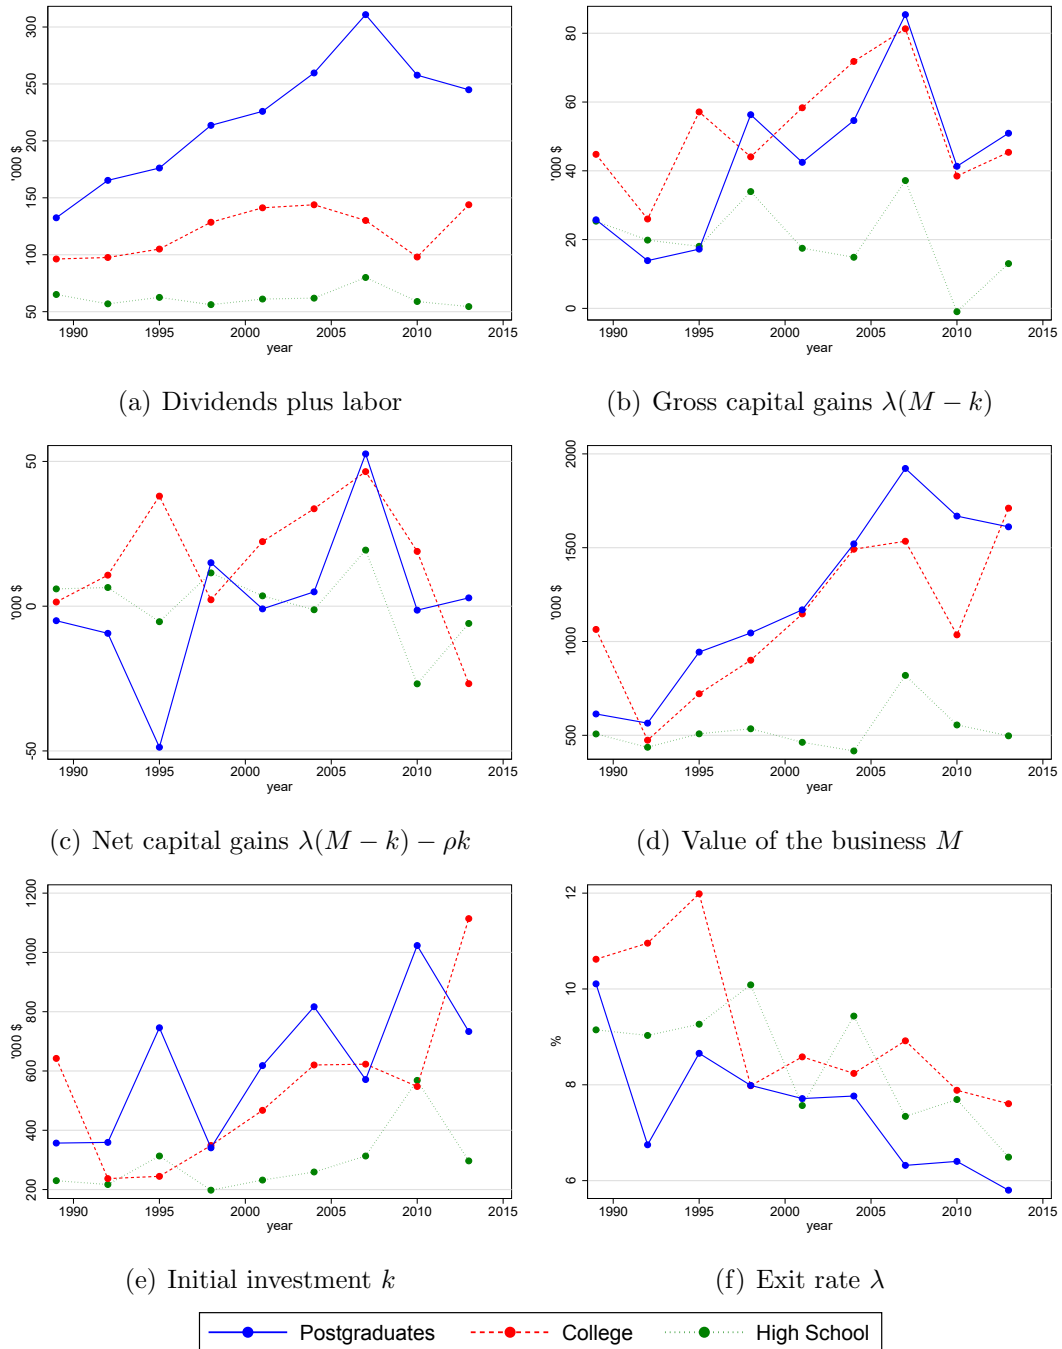 '000 $
50 100 150 200 250 300
1990 1995 2000 2005 2010 2015
year
(a) Dividends plus labor
'000 $
0 20 40 60 80
1990 1995 2000 2005 2010 2015
year
(b) Gross capital gains λ(M − k)
'000 $
-50 0 50
1990 1995 2000 2005 2010 2015
year
(c) Net capital gains λ(M − k) − ρk
'000 $
500 1000 1500 2000
1990 1995 2000 2005 2010 2015
year
(d) Value of the business M
'000 $
200 400 600 800 1000 1200
1990 1995 2000 2005 2010 2015
year
(e) Initial investment k
%
6 8 10 12
1990 1995 2000 2005 2010 2015
year
(f) Exit rate λ
Postgraduates College High School